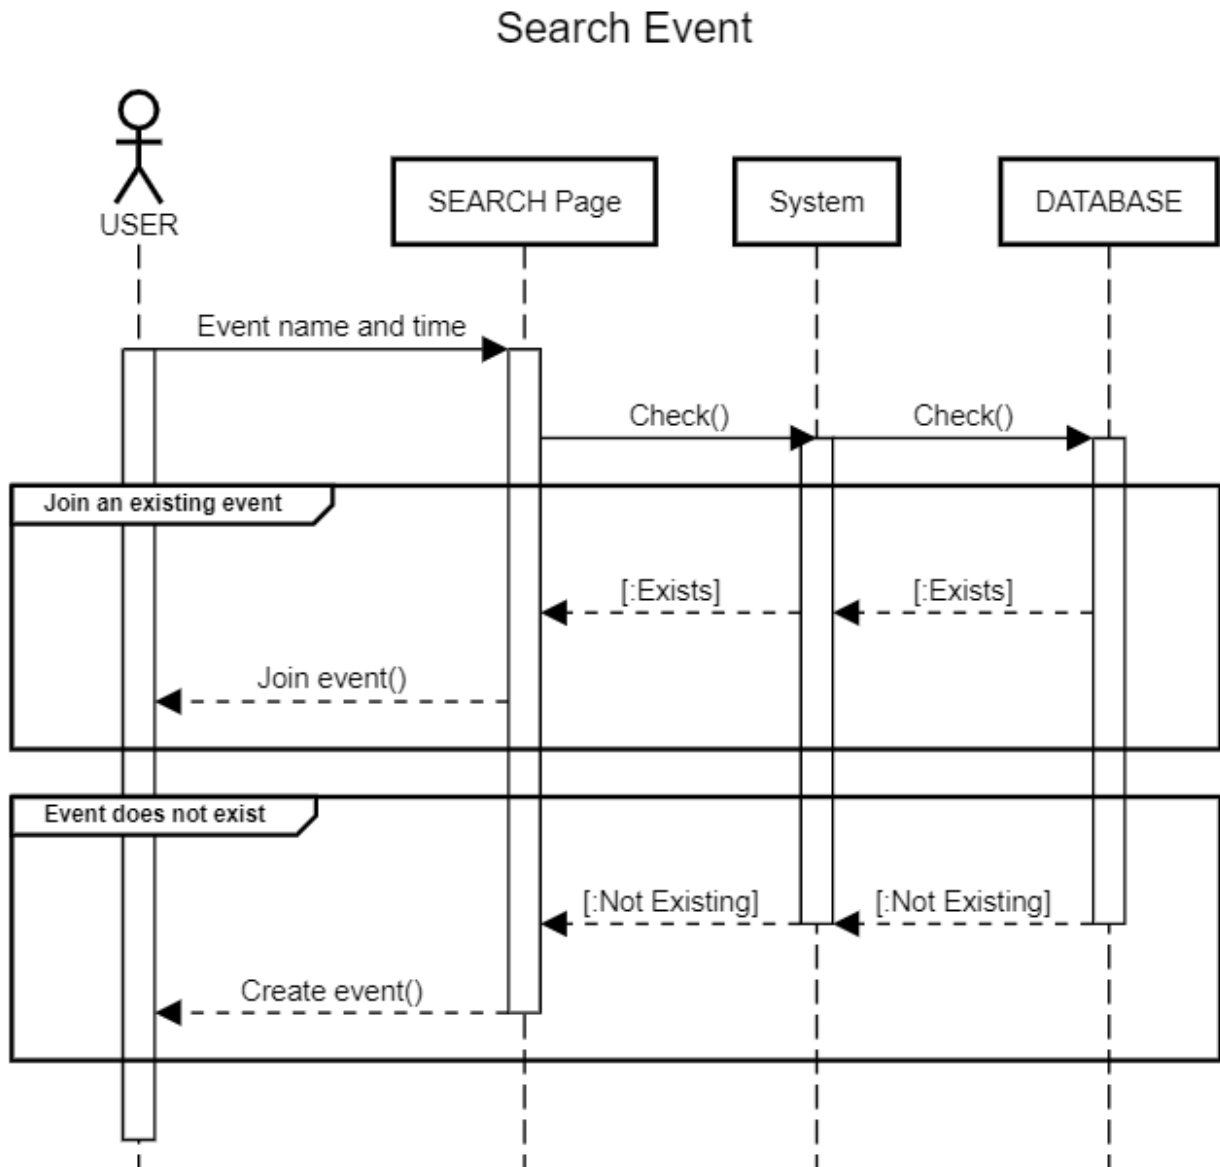 Search Event
USER
SEARCH Page
System
DATABASE
Event name and time
Check()
Check()
Join an existing event
[:Exists]
[:Exists]
Join event()
Event does not exist
[:Not Existing]
[:Not Existing]
Create event()